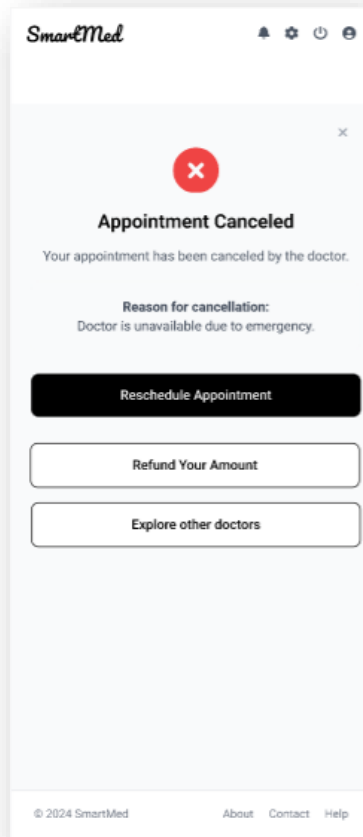 SmartMed
Appointment Canceled
Your appointment has been canceled by the doctor.
Reason for cancellation:
Doctor is unavailable due to emergency.
Reschedule Appointment
Refund Your Amount
Explore other doctors
© 2024 SmartMed About Contact Help